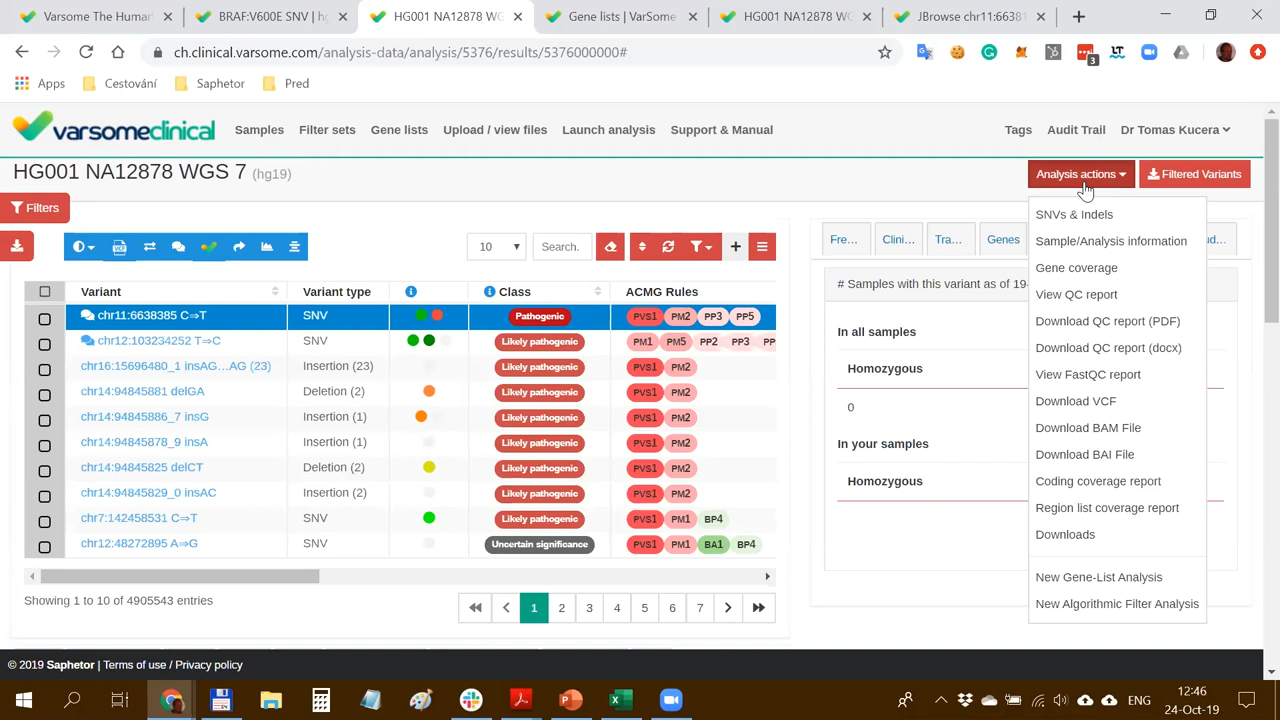 Varsome The Human
BRAF:V600E SNV | hg
HG001 NA12878 WGS
Gene lists | VarSome
HG001 NA12878 WG
JBrowse chr11:66381
ch.clinical.varsome.com/analysis-data/analysis/5376/results/5376000000#
3
Apps
Cestování
Saphetor
Pred
varsomeclinical
Samples
Filter sets
Gene lists
Upload / view files
Launch analysis
Support & Manual
Tags
Audit Trail
Dr Tomas Kucera
HG001 NA12878 WGS 7 (hg19)
Analysis actions
Filtered Variants
Filters
VCF
10
Search.
Variant
Variant type
Class
ACMG Rules
chr11:6638385 C⇒T SNV Pathogenic PVS1 PM2 PP3 PP5
chr12:103234252 T⇒C SNV Likely pathogenic PM1 PM5 PP2 PP3 PP
chr16:15696480_1 insAG…AG (23) Insertion (23) Likely pathogenic PVS1 PM2
chr14:94845881 delGA Deletion (2) Likely pathogenic PVS1 PM2
chr14:94845886_7 insG Insertion (1) Likely pathogenic PVS1 PM2
chr14:94845878_9 insA Insertion (1) Likely pathogenic PVS1 PM2
chr14:94845825 delCT Deletion (2) Likely pathogenic PVS1 PM2
chr14:94845829_0 insAC Insertion (2) Likely pathogenic PVS1 PM2
chr7:142458531 C⇒T SNV Likely pathogenic PVS1 PM1 BP4
chr12:48272895 A⇒G SNV Uncertain significance PVS1 PM1 BA1 BP4
Showing 1 to 10 of 4905543 entries
1 2 3 4 5 6 7
Fre...
Clini...
Tra...
Genes
ud...
# Samples with this variant as of 19
In all samples
Homozygous
0
In your samples
Homozygous
SNVs & Indels
Sample/Analysis information
Gene coverage
View QC report
Download QC report (PDF)
Download QC report (docx)
View FastQC report
Download VCF
Download BAM File
Download BAI File
Coding coverage report
Region list coverage report
Downloads
New Gene-List Analysis
New Algorithmic Filter Analysis
© 2019 Saphetor | Terms of use / Privacy policy
ENG
12:46
24-Oct-19